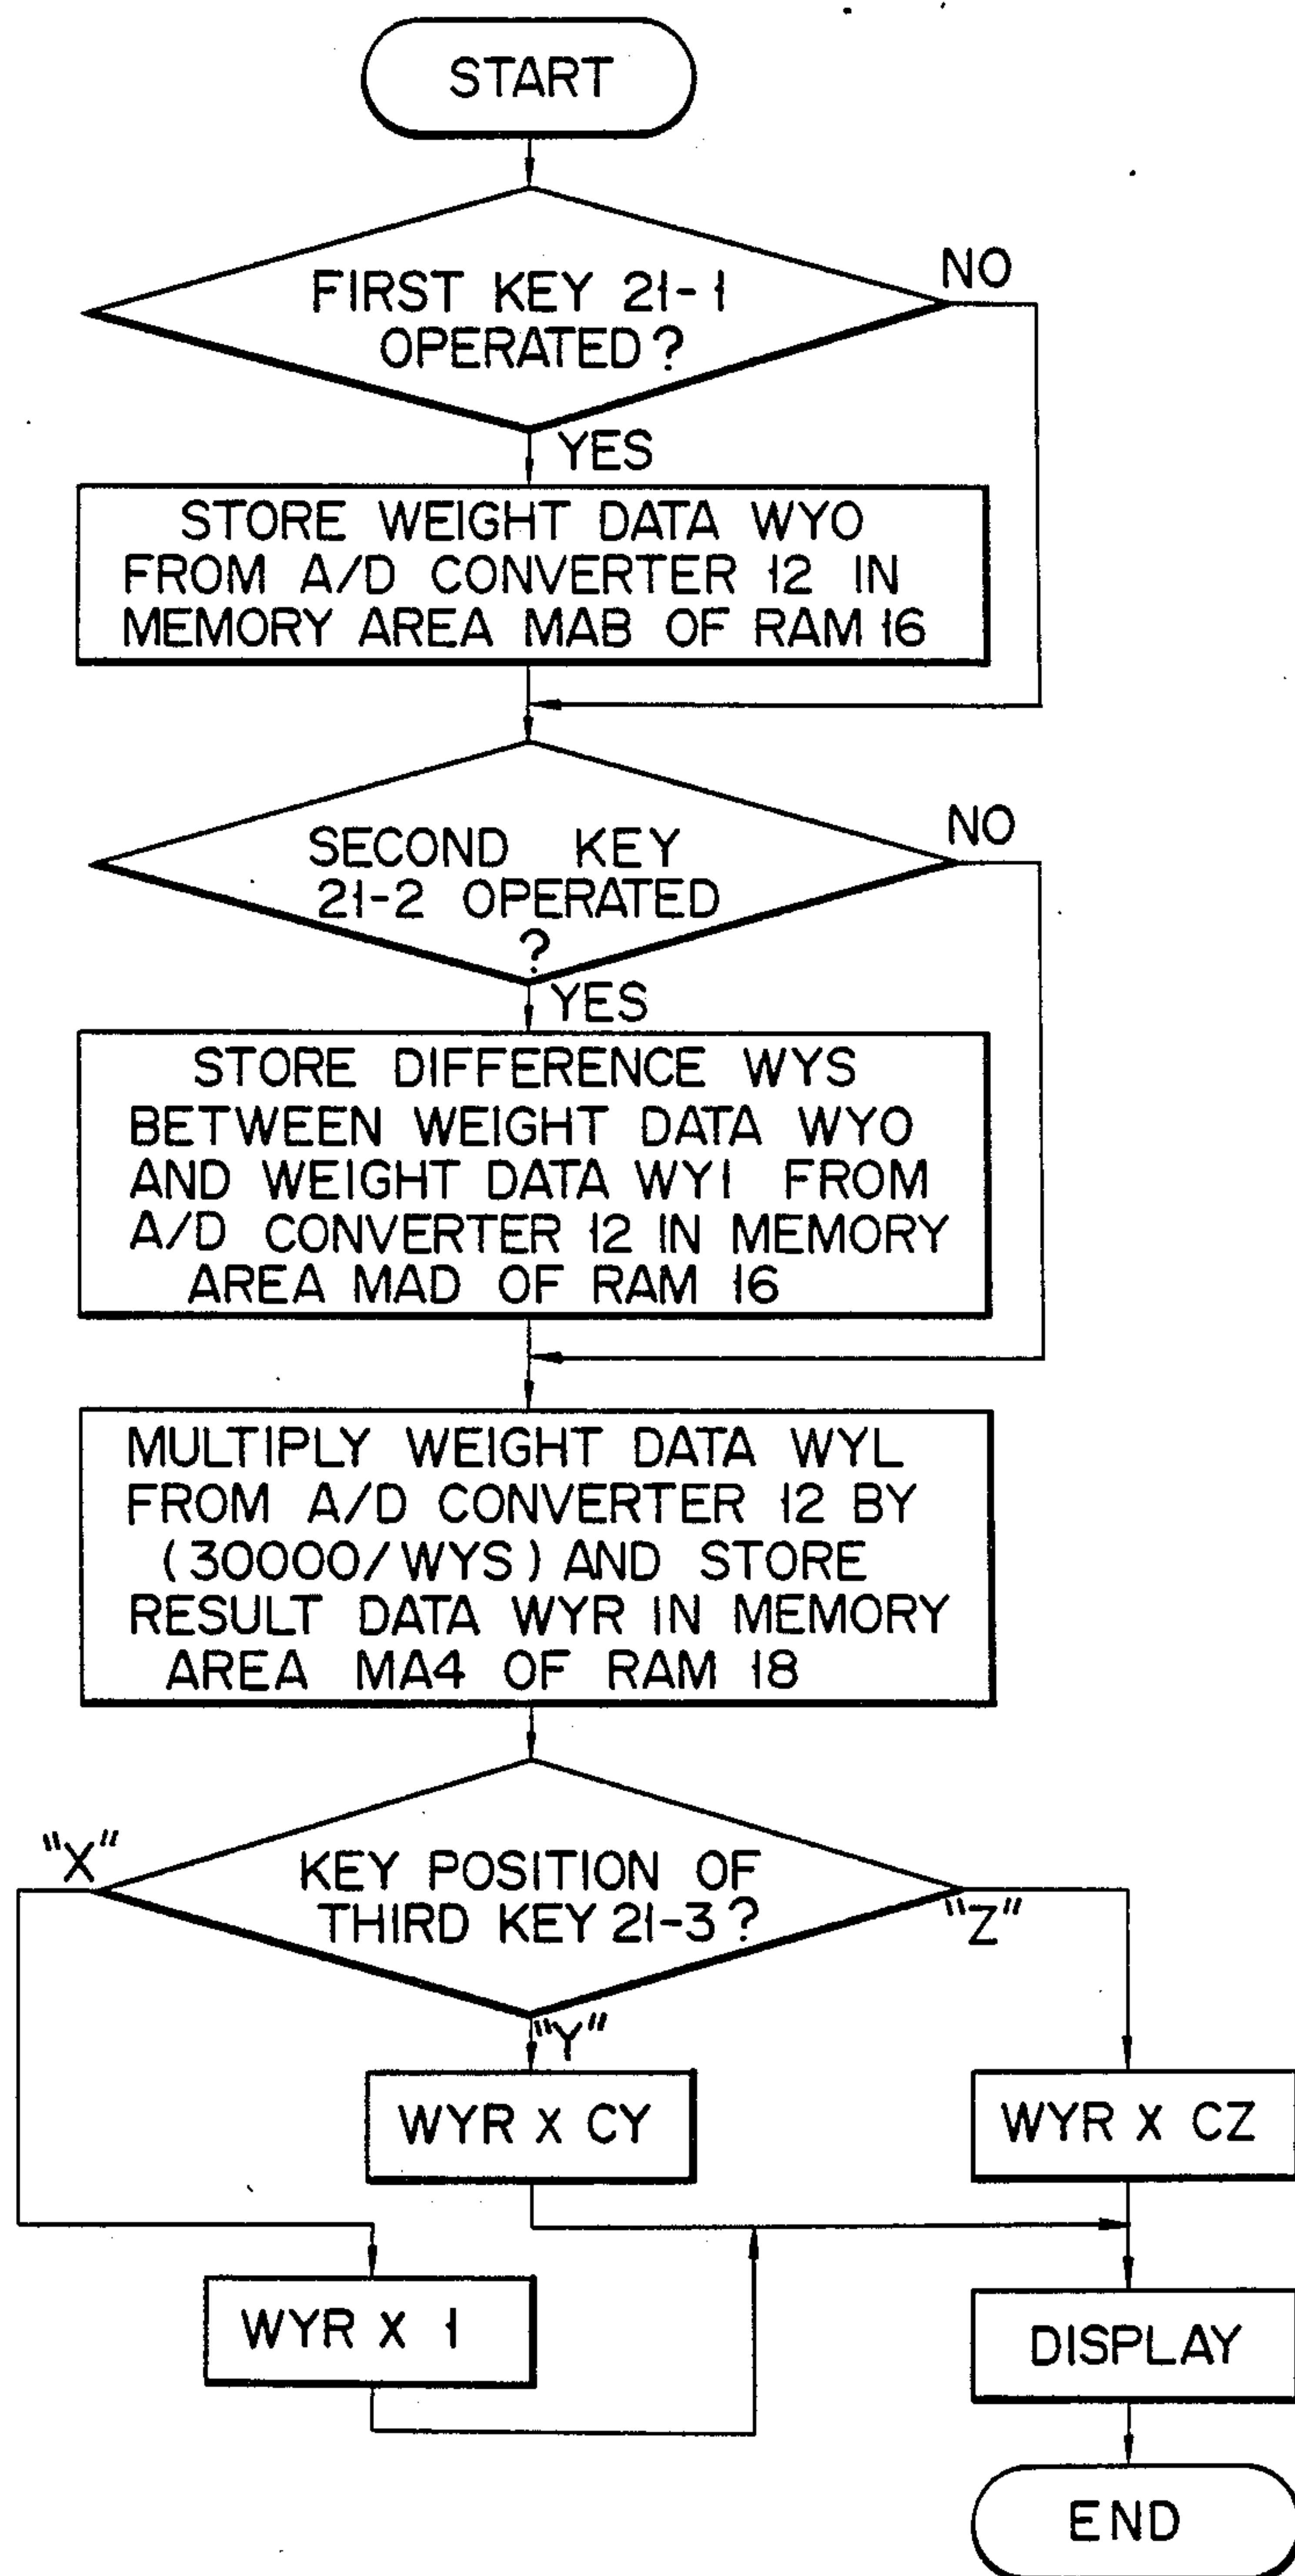 START
FIRST KEY 21-1
OPERATED?
NO
YES
STORE WEIGHT DATA WYO
FROM A/D CONVERTER 12 IN
MEMORY AREA MAB OF RAM 16
SECOND KEY
21-2 OPERATED
?
NO
YES
STORE DIFFERENCE WYS
BETWEEN WEIGHT DATA WYO
AND WEIGHT DATA WY1 FROM
A/D CONVERTER 12 IN MEMORY
AREA MAD OF RAM 16
MULTIPLY WEIGHT DATA WYL
FROM A/D CONVERTER 12 BY
(30000/WYS) AND STORE
RESULT DATA WYR IN MEMORY
AREA MA4 OF RAM 18
"X"
KEY POSITION OF
THIRD KEY 21-3?
"Z"
"Y"
WYR X CY
WYR X CZ
WYR X 1
DISPLAY
END